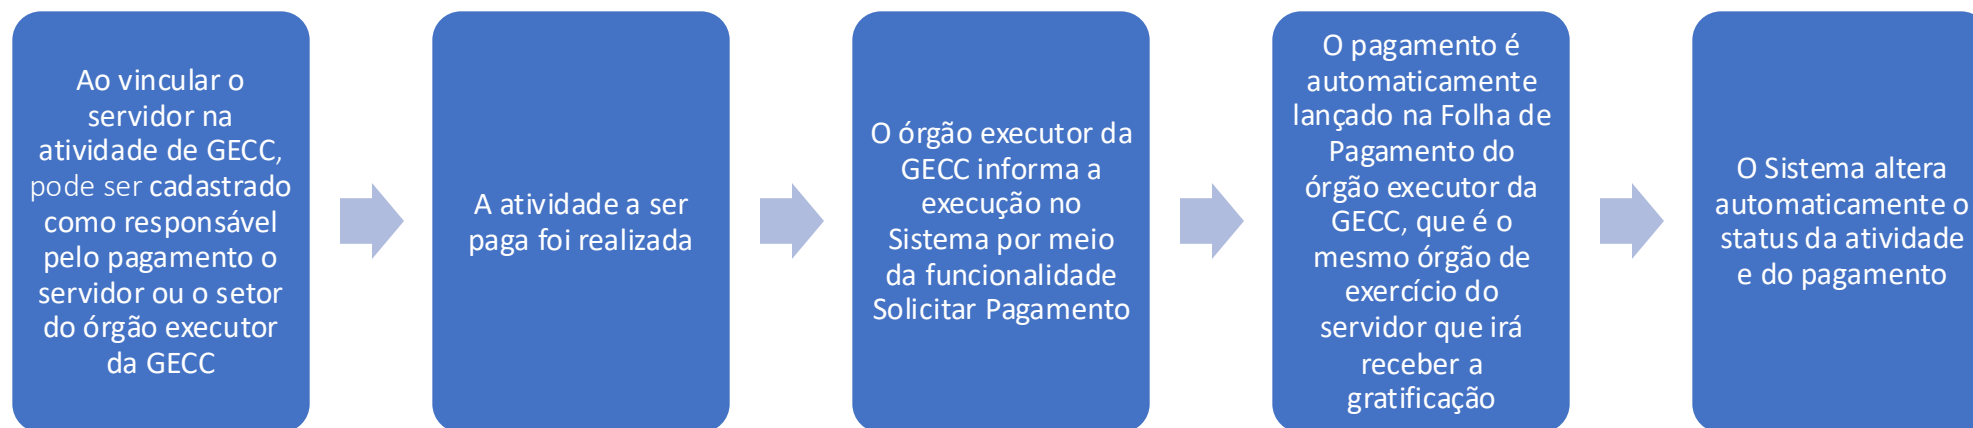 Ao vincular o
servidor na
atividade de GECC,
pode ser cadastrado
como responsável
pelo pagamento o
servidor ou o setor
do órgão executor
da GECC
A atividade a ser
paga foi realizada
O órgão executor da
GECC informa a
execução no
Sistema por meio
da funcionalidade
Solicitar Pagamento
O pagamento é
automaticamente
lançado na Folha de
Pagamento do
órgão executor da
GECC, que é o
mesmo órgão de
exercício do
servidor que irá
receber a
gratificação
O Sistema altera
automaticamente o
status da atividade
e do pagamento